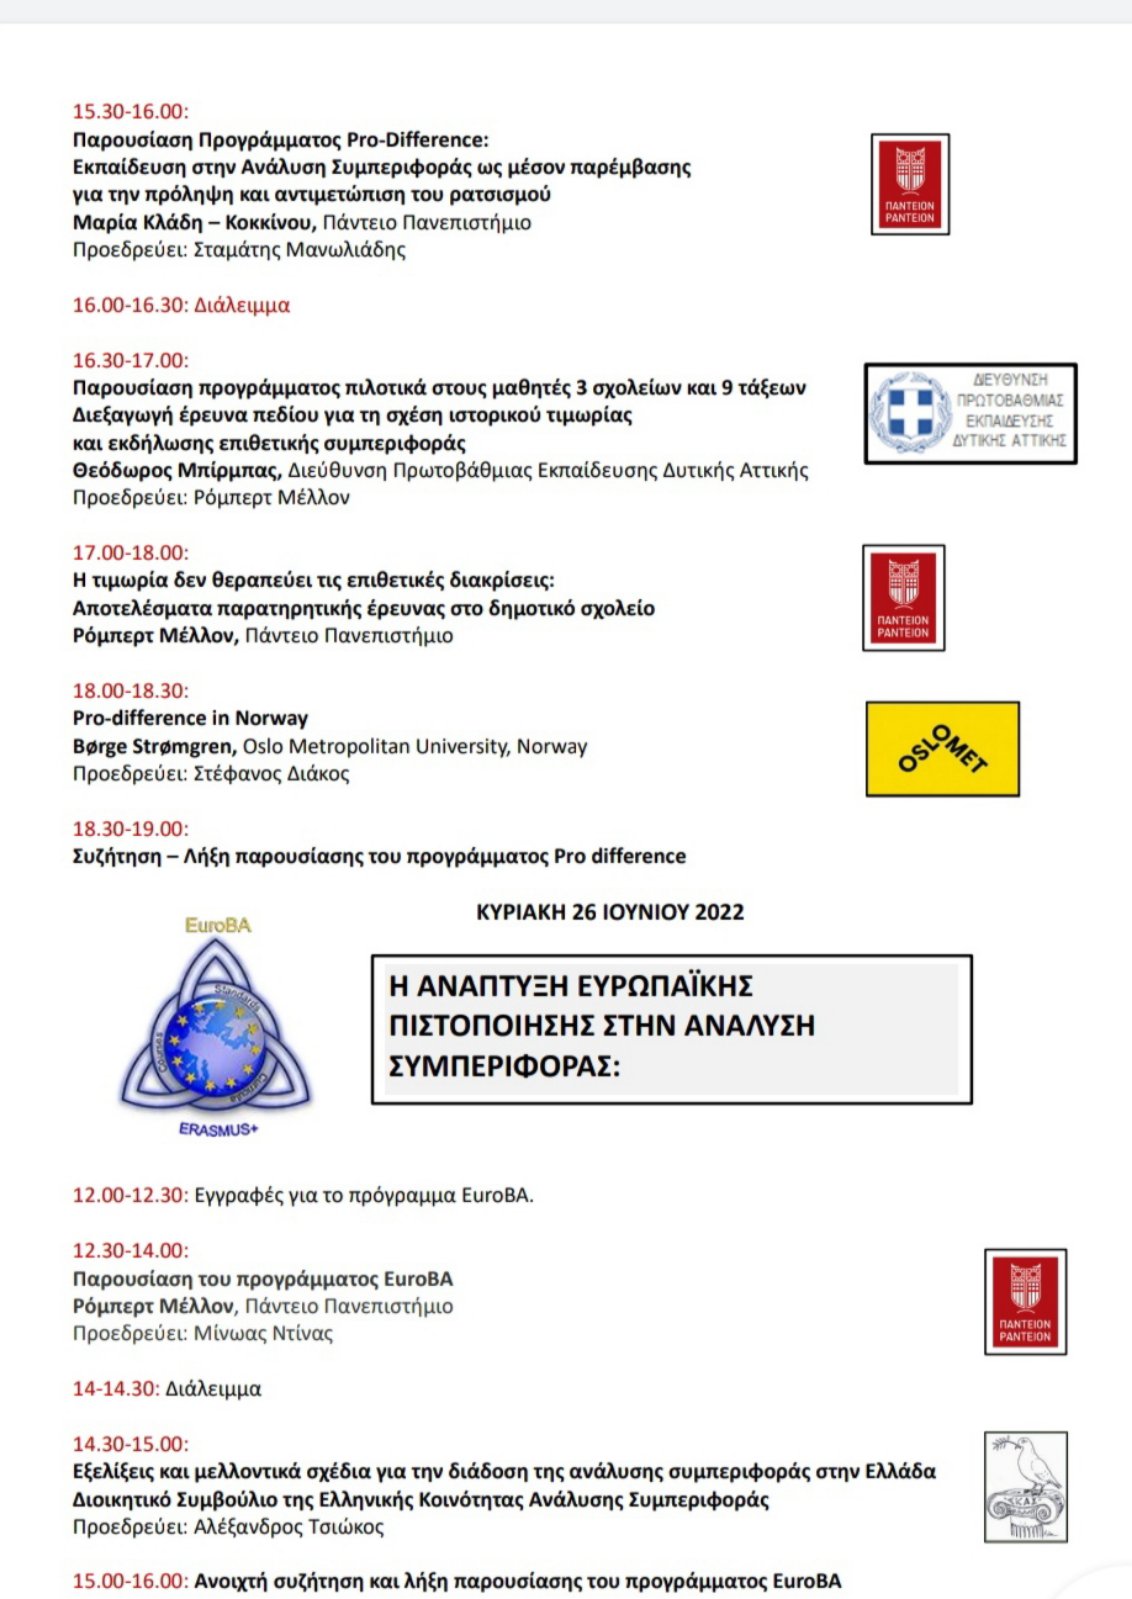 15.30-16.00:
Παρουσίαση Προγράμματος Pro-Difference:
Εκπαίδευση στην Ανάλυση Συμπεριφοράς ως μέσον παρέμβασης
για την πρόληψη και αντιμετώπιση του ρατσισμού
Μαρία Κλάδη – Κοκκίνου, Πάντειο Πανεπιστήμιο
Προεδρεύει: Σταμάτης Μανωλιάδης
ΠΑΝΤΕΙΟΝ
PANTEION
16.00-16.30: Διάλειμμα
16.30-17.00:
Παρουσίαση προγράμματος πιλοτικά στους μαθητές 3 σχολείων και 9 τάξεων
Διεξαγωγή έρευνα πεδίου για τη σχέση ιστορικού τιμωρίας
και εκδήλωσης επιθετικής συμπεριφοράς
Θεόδωρος Μπίρμπας, Διεύθυνση Πρωτοβάθμιας Εκπαίδευσης Δυτικής Αττικής
Προεδρεύει: Ρόμπερτ Μέλλον
ΔΙΕΥΘΥΝΣΗ
ΠΡΩΤΟΒΑΘΜΙΑΣ
ΕΚΠΑΙΔΕΥΣΗΣ
ΔΥΤΙΚΗΣ ΑΤΤΙΚΗΣ
17.00-18.00:
Η τιμωρία δεν θεραπεύει τις επιθετικές διακρίσεις:
Αποτελέσματα παρατηρητικής έρευνας στο δημοτικό σχολείο
Ρόμπερτ Μέλλον, Πάντειο Πανεπιστήμιο
ΠΑΝΤΕΙΟΝ
PANTEION
18.00-18.30:
Pro-difference in Norway
Børge Strømgren, Oslo Metropolitan University, Norway
Προεδρεύει: Στέφανος Διάκος
OSLOMET
18.30-19.00:
Συζήτηση – Λήξη παρουσίασης του προγράμματος Pro difference
ΚΥΡΙΑΚΗ 26 ΙΟΥΝΙΟΥ 2022
EuroBA
Standards
Courses
Curricula
ERASMUS+
Η ΑΝΑΠΤΥΞΗ ΕΥΡΩΠΑΪΚΗΣ
ΠΙΣΤΟΠΟΙΗΣΗΣ ΣΤΗΝ ΑΝΑΛΥΣΗ
ΣΥΜΠΕΡΙΦΟΡΑΣ:
12.00-12.30: Εγγραφές για το πρόγραμμα EuroBA.
12.30-14.00:
Παρουσίαση του προγράμματος EuroBA
Ρόμπερτ Μέλλον, Πάντειο Πανεπιστήμιο
Προεδρεύει: Μίνωας Ντίνας
ΠΑΝΤΕΙΟΝ
PANTEION
14-14.30: Διάλειμμα
14.30-15.00:
Εξελίξεις και μελλοντικά σχέδια για την διάδοση της ανάλυσης συμπεριφοράς στην Ελλάδα
Διοικητικό Συμβούλιο της Ελληνικής Κοινότητας Ανάλυσης Συμπεριφοράς
Προεδρεύει: Αλέξανδρος Τσιώκος
ΕΚΑΣ
15.00-16.00: Ανοιχτή συζήτηση και λήξη παρουσίασης του προγράμματος EuroBA